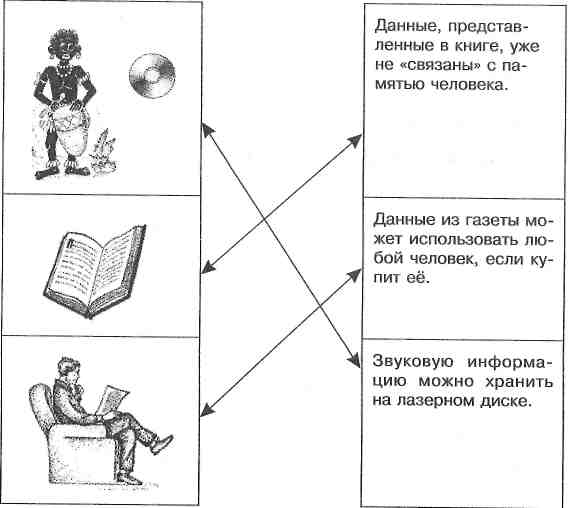 Данные, представ-
ленные в книге, уже
не «связаны» с па-
мятью человека.
Данные из газеты мо-
жет использовать лю-
бой человек, если ку-
пит её.
Звуковую информа-
цию можно хранить
на лазерном диске.